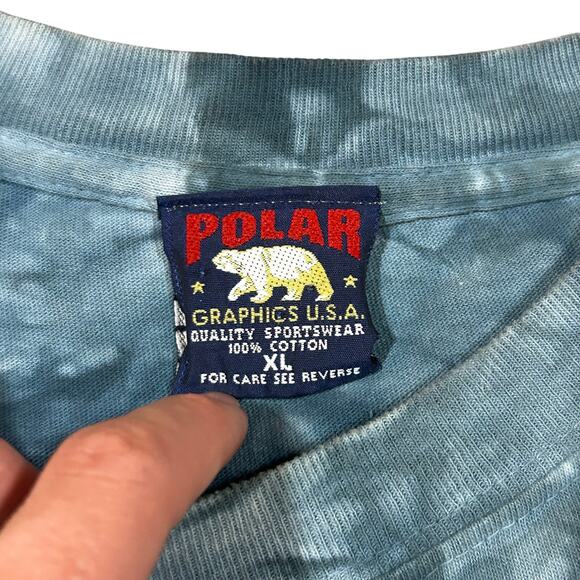 POLAR
GRAPHICS U.S.A.
QUALITY SPORTSWEAR
100% COTTON
XL
FOR CARE SEE REVERSE